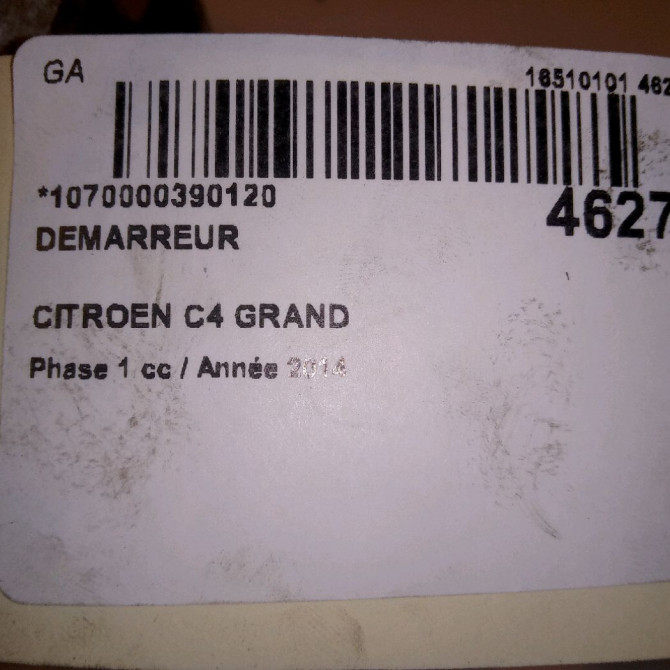 GA
16510101 462
*1070000390120
4627
DEMARREUR
CITROEN C4 GRAND
Phase 1 cc / Année 2014